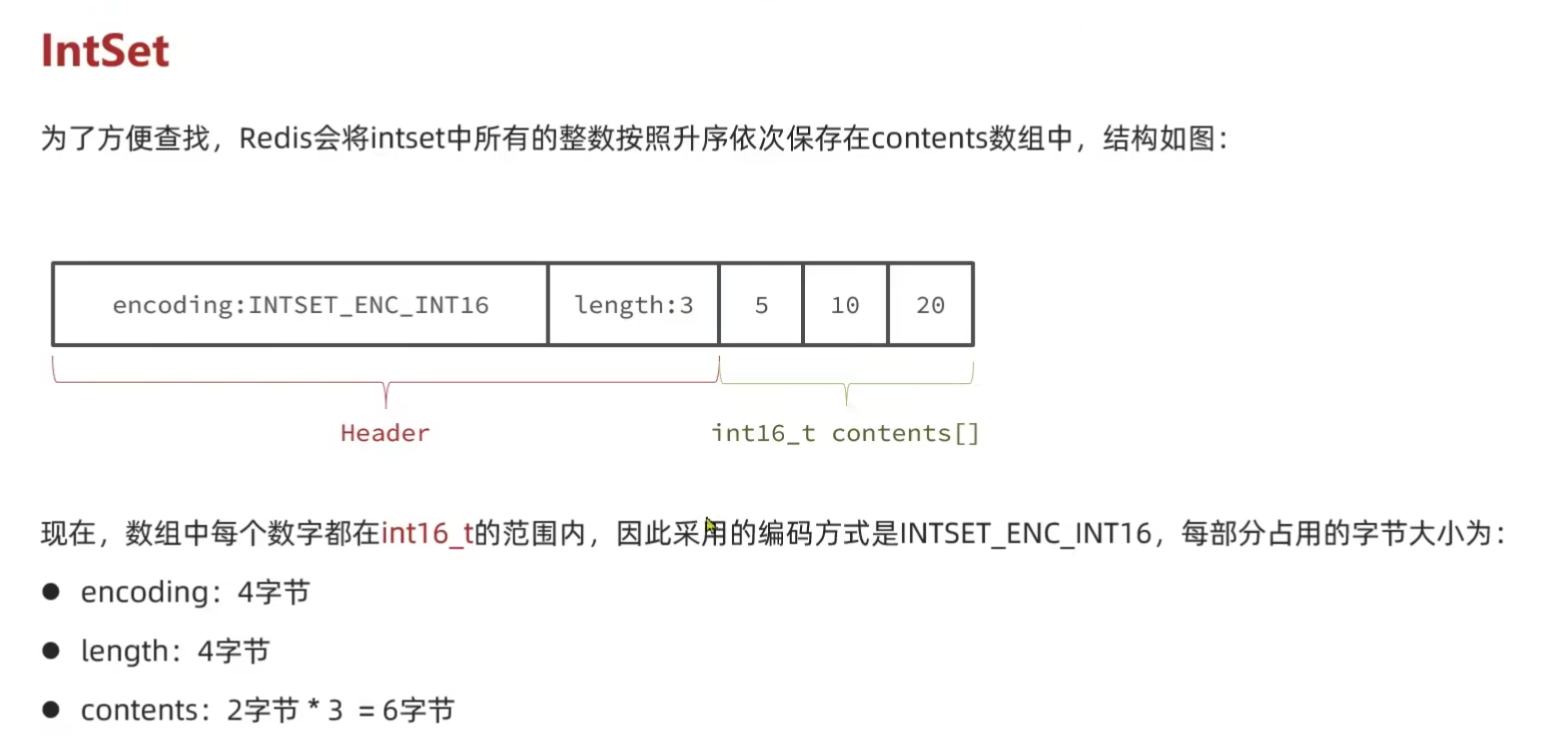 IntSet
为了方便查找，Redis会将intset中所有的整数按照升序依次保存在contents数组中，结构如图：
encoding:INTSET_ENC_INT16 length:3 5 10 20
Header int16_t contents[]
现在，数组中每个数字都在int16_t的范围内，因此采用的编码方式是INTSET_ENC_INT16，每部分占用的字节大小为：
● encoding：4字节
● length：4字节
● contents：2字节 * 3 = 6字节